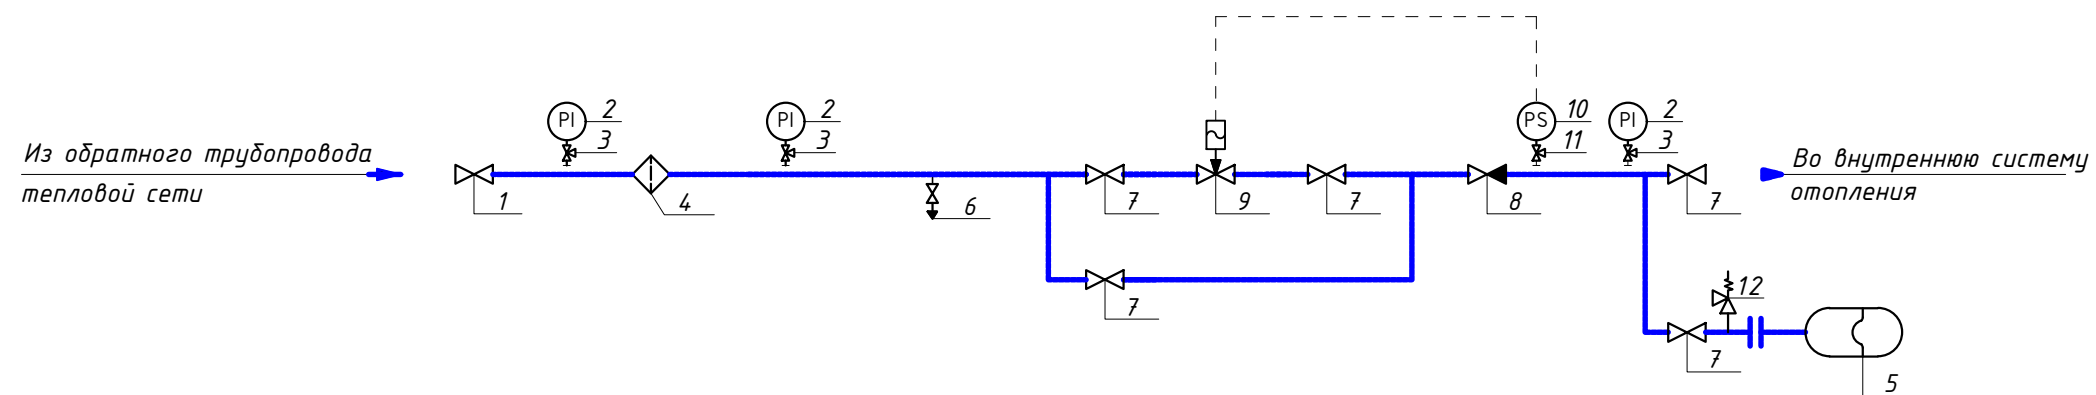 Из обратного трубопровода
тепловой сети
1
PI
2
3
4
PI
2
3
6
7
9
7
7
PS
10
11
8
PI
2
3
7
Во внутреннюю систему
отопления
12
7
5